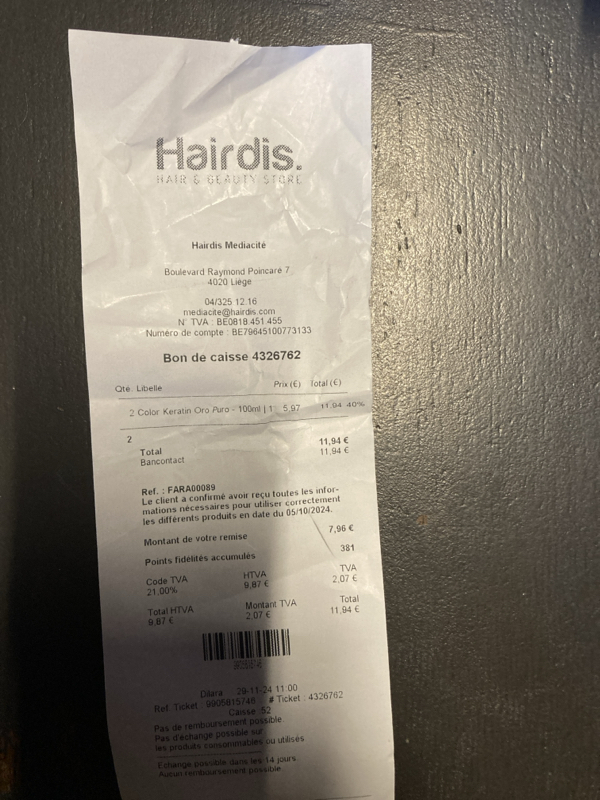 Hairdis.
HAIR & BEAUTY STORE
Hairdis Mediacité
Boulevard Raymond Poincaré 7
4020 Liège
04/325 12 16
mediacite@hairdis.com
N° TVA : BE0818 451 455
Numéro de compte : BE79645100773133
Bon de caisse 4326762
Qté Libelle Prix (€) Total (€)
2 Color Keratin Oro Puro - 100ml | 1 5,97 11,94 40%
2 11,94 €
Total 11,94 €
Bancontact
Ref. : FARA00089
Le client a confirmé avoir reçu toutes les infor-
mations nécessaires pour utiliser correctement
les différents produits en date du 05/10/2024.
Montant de votre remise 7,96 €
Points fidélités accumulés 381
Code TVA HTVA TVA
21.00% 9,87 € 2,07 €
Total HTVA Montant TVA Total
9,87 € 2,07 € 11,94 €
Dilara 29-11-24 11:00
Ref Ticket : 9905815746 # Ticket : 4326762
Caisse 52
Pas de remboursement possible
Pas d'échange possible sur
les produits consommables ou utilisés
Echange possible dans les 14 jours
Aucun remboursement possible